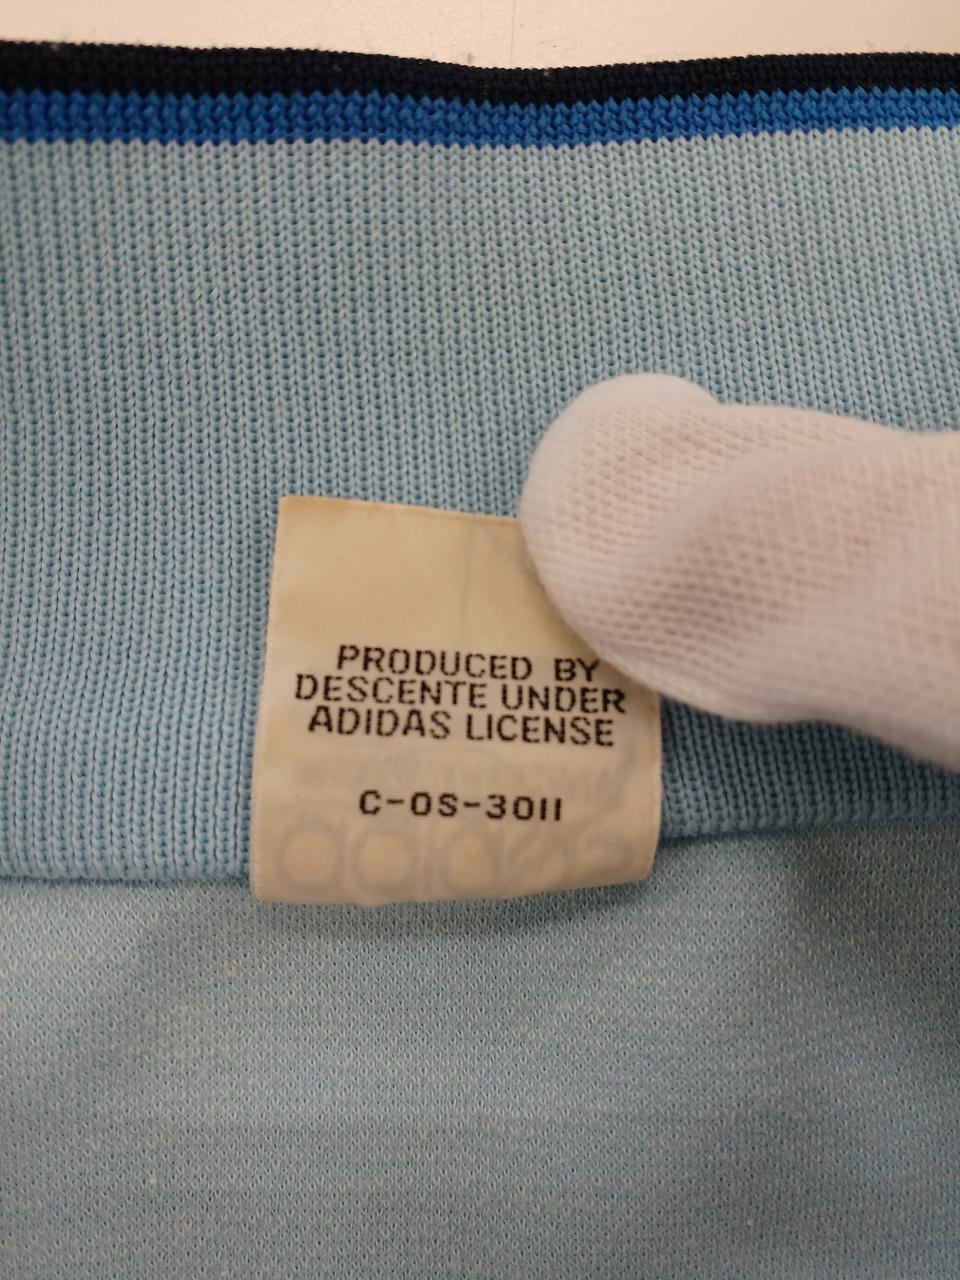 PRODUCED BY
DESCENTE UNDER
ADIDAS LICENSE
C-OS-3011